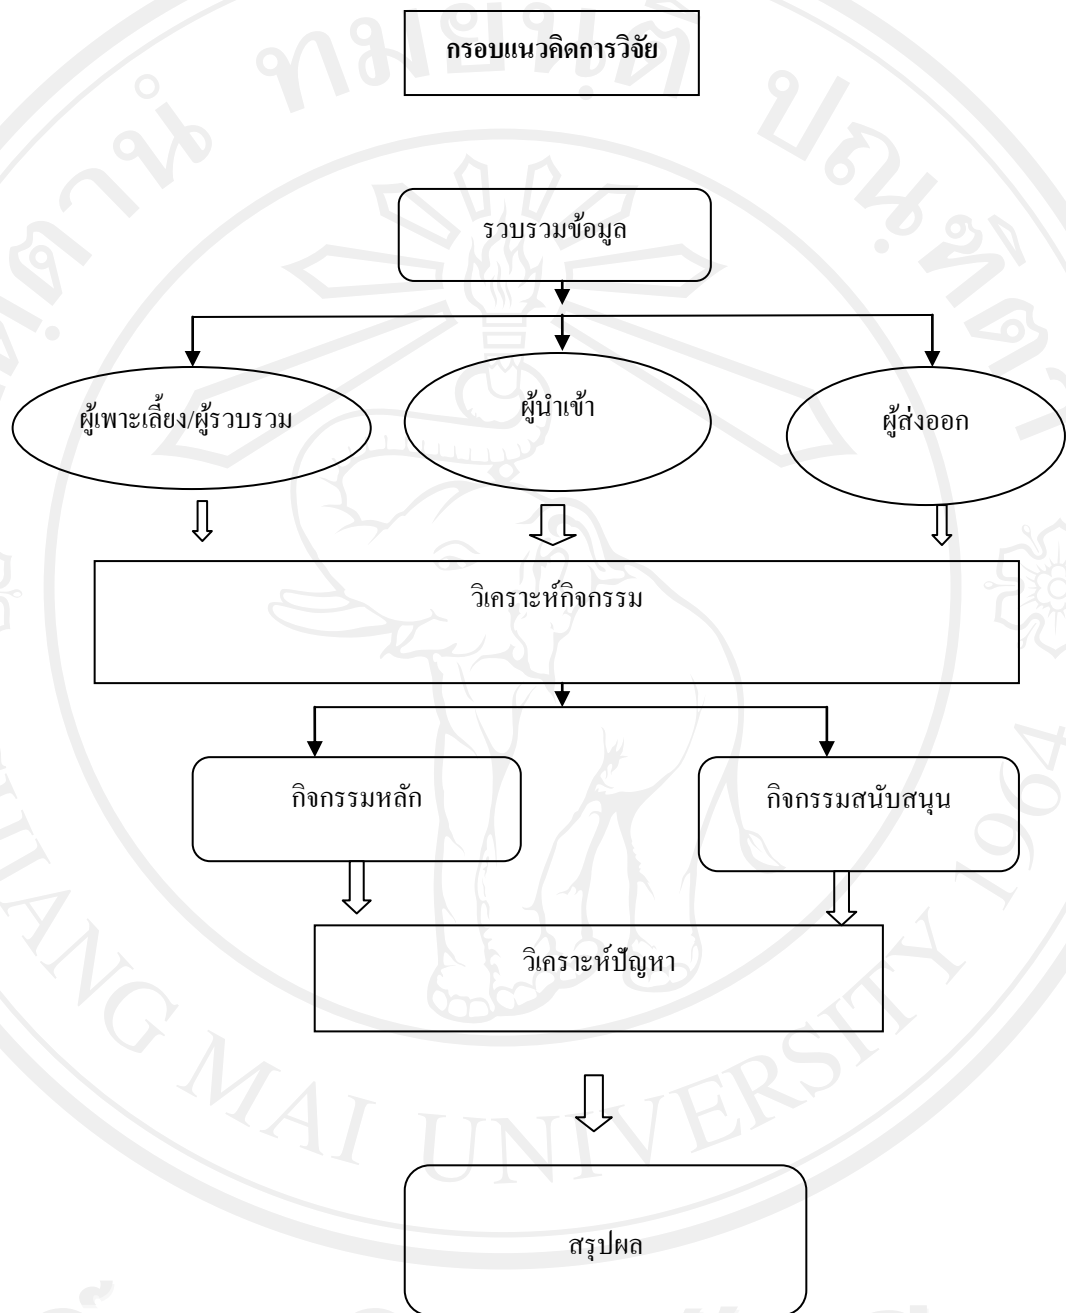 กรอบแนวคิดการวิจัย
รวบรวมข้อมูล
ผู้เพาะเลี้ยง/ผู้รวบรวม
ผู้นำเข้า
ผู้ส่งออก
วิเคราะห์กิจกรรม
กิจกรรมหลัก
กิจกรรมสนับสนุน
วิเคราะห์ปัญหา
สรุปผล
CHIANG MAI UNIVERSITY 1964